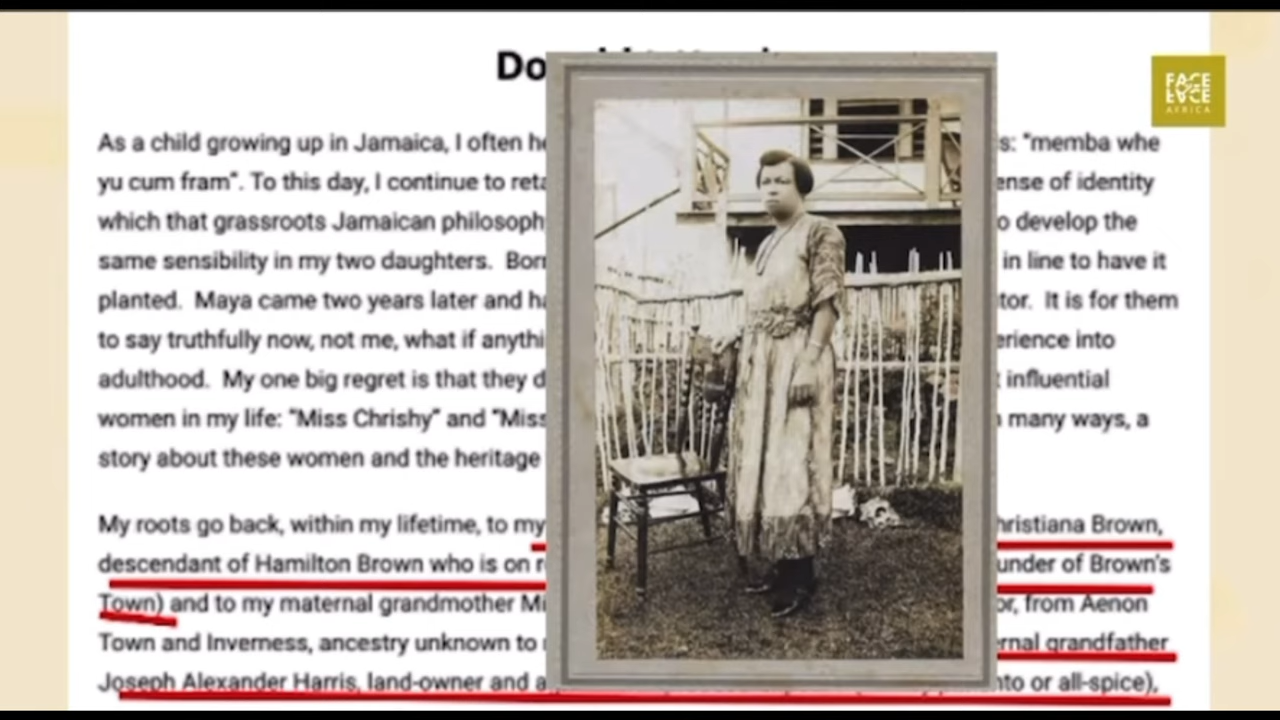 Do
FACE
FACE
AFRICA
As a child growing up in Jamaica, I often he s: "memba whe
yu cum fram". To this day, I continue to reta ense of identity
which that grassroots Jamaican philosoph o develop the
same sensibility in my two daughters. Born in line to have it
planted. Maya came two years later and ha tor. It is for them
to say truthfully now, not me, what if anythi erience into
adulthood. My one big regret is that they d t influential
women in my life: "Miss Chrishy" and "Miss n many ways, a
story about these women and the heritage
My roots go back, within my lifetime, to my hristiana Brown,
descendant of Hamilton Brown who is on r under of Brown's
Town) and to my maternal grandmother Mi or, from Aenon
Town and Inverness, ancestry unknown to rnal grandfather
Joseph Alexander Harris, land-owner and a nto or all-spice),